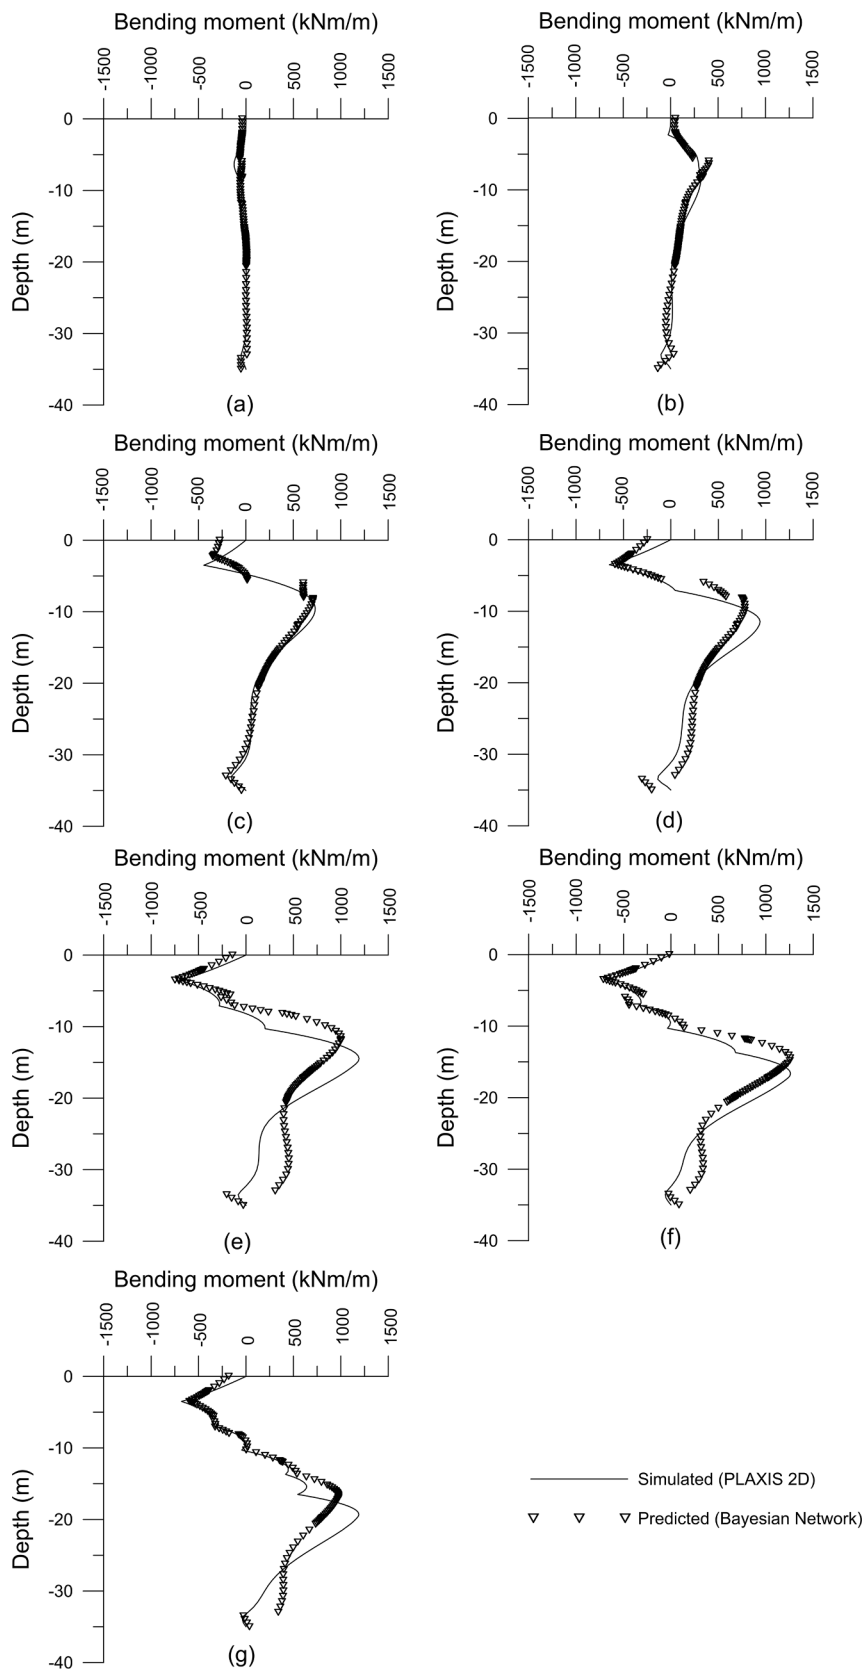 Bending moment (kNm/m)
-1500 -1000 -500 0 500 1000 1500
0
-10
-20
-30
-40
Depth (m)
(a)
Bending moment (kNm/m)
-1500 -1000 -500 0 500 1000 1500
0
-10
-20
-30
-40
Depth (m)
(b)
Bending moment (kNm/m)
-1500 -1000 -500 0 500 1000 1500
0
-10
-20
-30
-40
Depth (m)
(c)
Bending moment (kNm/m)
-1500 -1000 -500 0 500 1000 1500
0
-10
-20
-30
-40
Depth (m)
(d)
Bending moment (kNm/m)
-1500 -1000 -500 0 500 1000 1500
0
-10
-20
-30
-40
Depth (m)
(e)
Bending moment (kNm/m)
-1500 -1000 -500 0 500 1000 1500
0
-10
-20
-30
-40
Depth (m)
(f)
Bending moment (kNm/m)
-1500 -1000 -500 0 500 1000 1500
0
-10
-20
-30
-40
Depth (m)
(g)
Simulated (PLAXIS 2D)
Predicted (Bayesian Network)